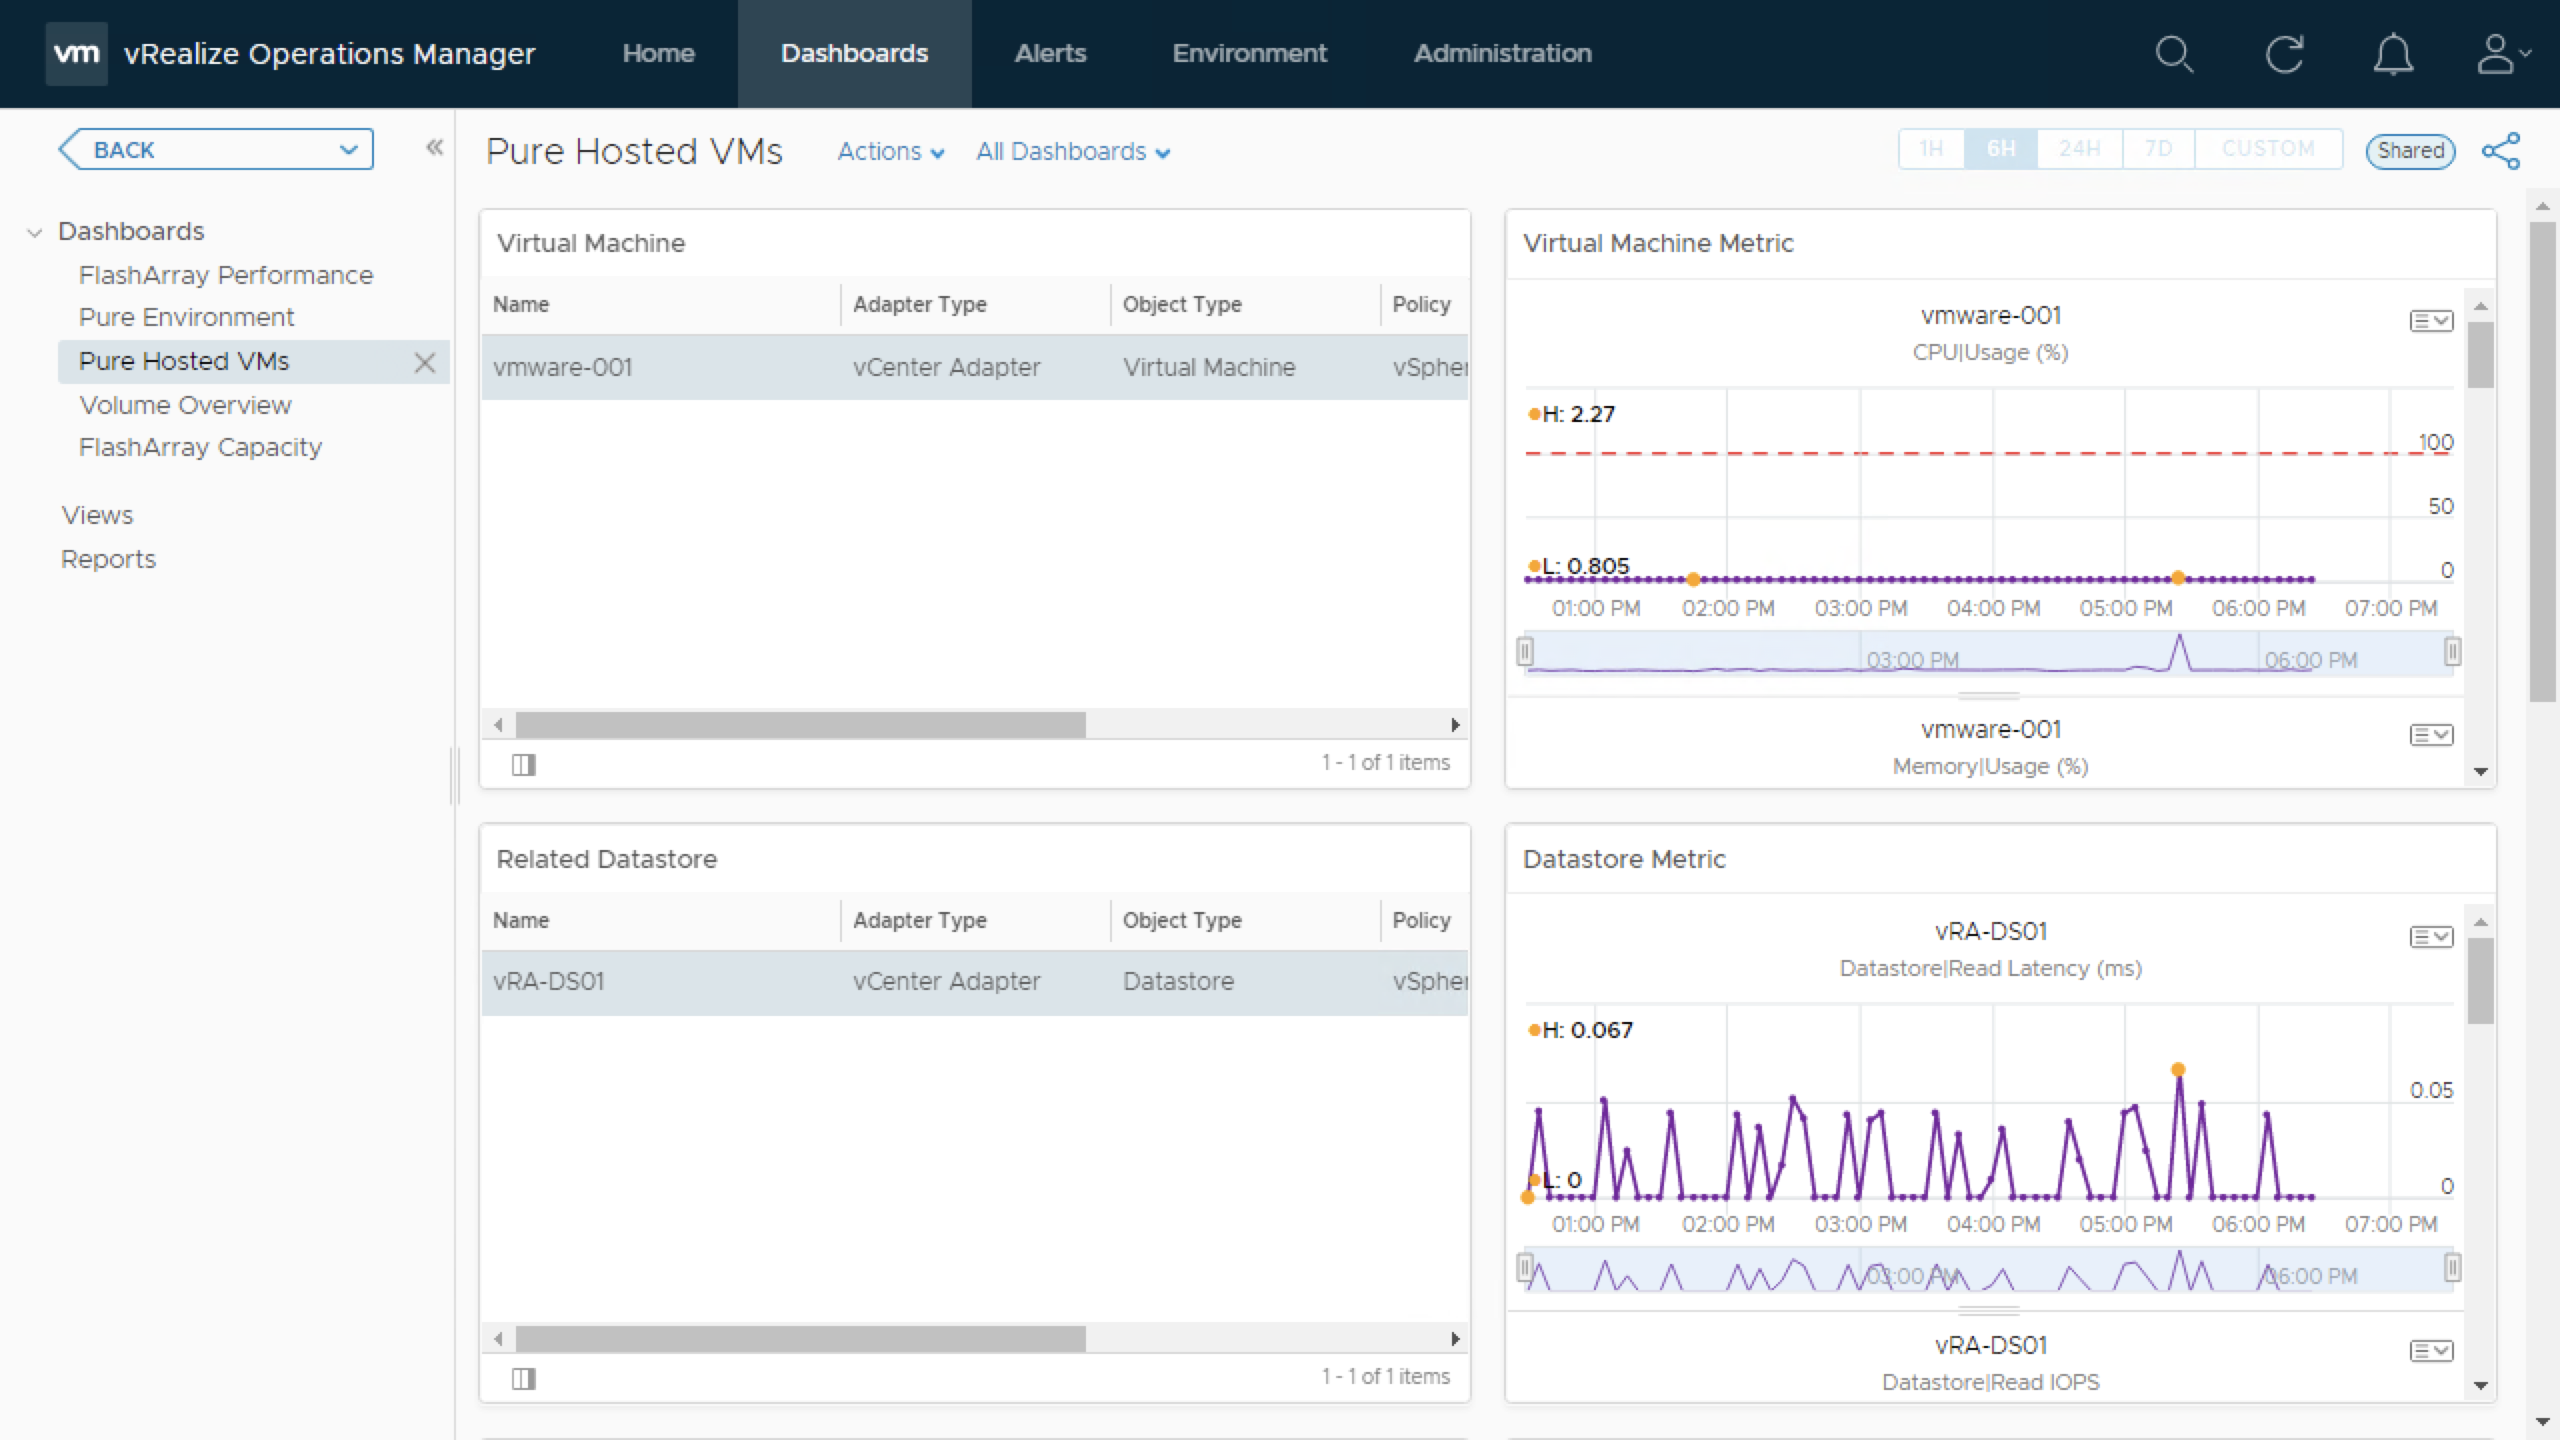 vm vRealize Operations Manager Home Dashboards Alerts Environment Administration
BACK
Dashboards
FlashArray Performance
Pure Environment
Pure Hosted VMs
Volume Overview
FlashArray Capacity
Views
Reports
Pure Hosted VMs Actions All Dashboards 1H 6H 24H 7D CUSTOM Shared
Virtual Machine
Name Adapter Type Object Type Policy
vmware-001 vCenter Adapter Virtual Machine vSpher
1 - 1 of 1 items
Virtual Machine Metric
vmware-001
CPU|Usage (%)
H: 2.27
100
50
L: 0.805
0
01:00 PM 02:00 PM 03:00 PM 04:00 PM 05:00 PM 06:00 PM 07:00 PM
03:00 PM 06:00 PM
vmware-001
Memory|Usage (%)
Related Datastore
Name Adapter Type Object Type Policy
vRA-DS01 vCenter Adapter Datastore vSpher
1 - 1 of 1 items
Datastore Metric
vRA-DS01
Datastore|Read Latency (ms)
H: 0.067
0.05
L: 0
0
01:00 PM 02:00 PM 03:00 PM 04:00 PM 05:00 PM 06:00 PM 07:00 PM
03:00 PM 06:00 PM
vRA-DS01
Datastore|Read IOPS